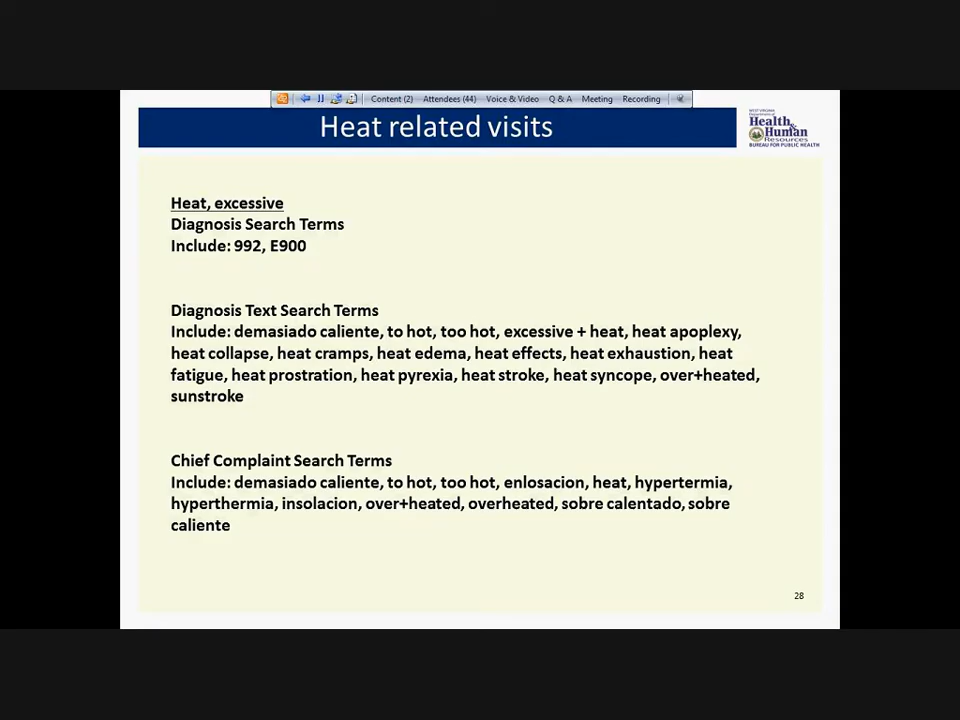 Content (2) Attendees (44) Voice & Video Q & A Meeting Recording
Heat related visits
WEST VIRGINIA
Department of
Health &
Human
Resources
BUREAU FOR PUBLIC HEALTH
Heat, excessive
Diagnosis Search Terms
Include: 992, E900
Diagnosis Text Search Terms
Include: demasiado caliente, to hot, too hot, excessive + heat, heat apoplexy,
heat collapse, heat cramps, heat edema, heat effects, heat exhaustion, heat
fatigue, heat prostration, heat pyrexia, heat stroke, heat syncope, over+heated,
sunstroke
Chief Complaint Search Terms
Include: demasiado caliente, to hot, too hot, enlosacion, heat, hypertermia,
hyperthermia, insolacion, over+heated, overheated, sobre calentado, sobre
caliente
28